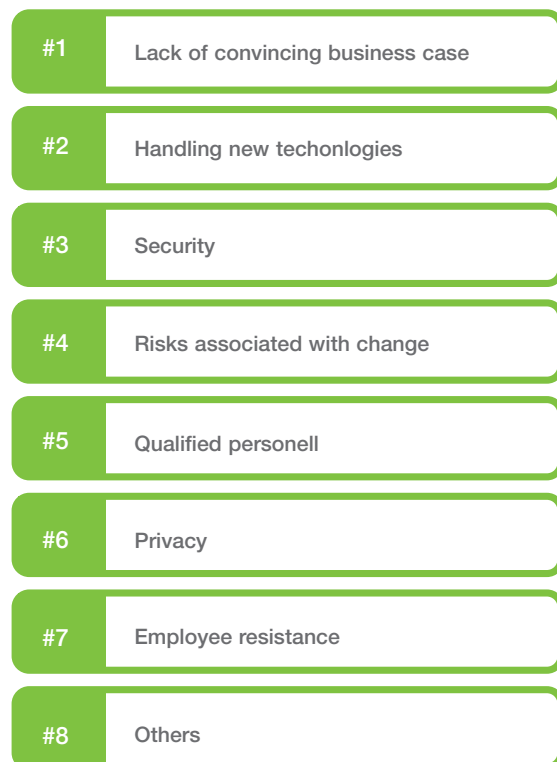 #1 Lack of convincing business case
#2 Handling new techonlogies
#3 Security
#4 Risks associated with change
#5 Qualified personell
#6 Privacy
#7 Employee resistance
#8 Others